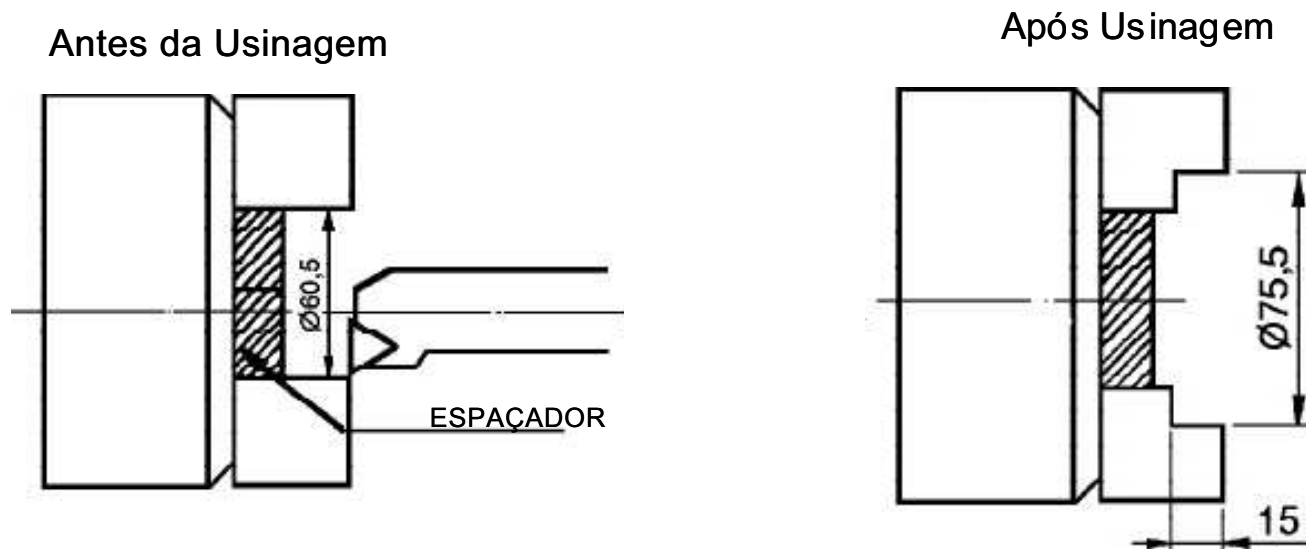 Antes da Usinagem
Após Usinagem
Ø60,5
ESPAÇADOR
Ø75,5
15